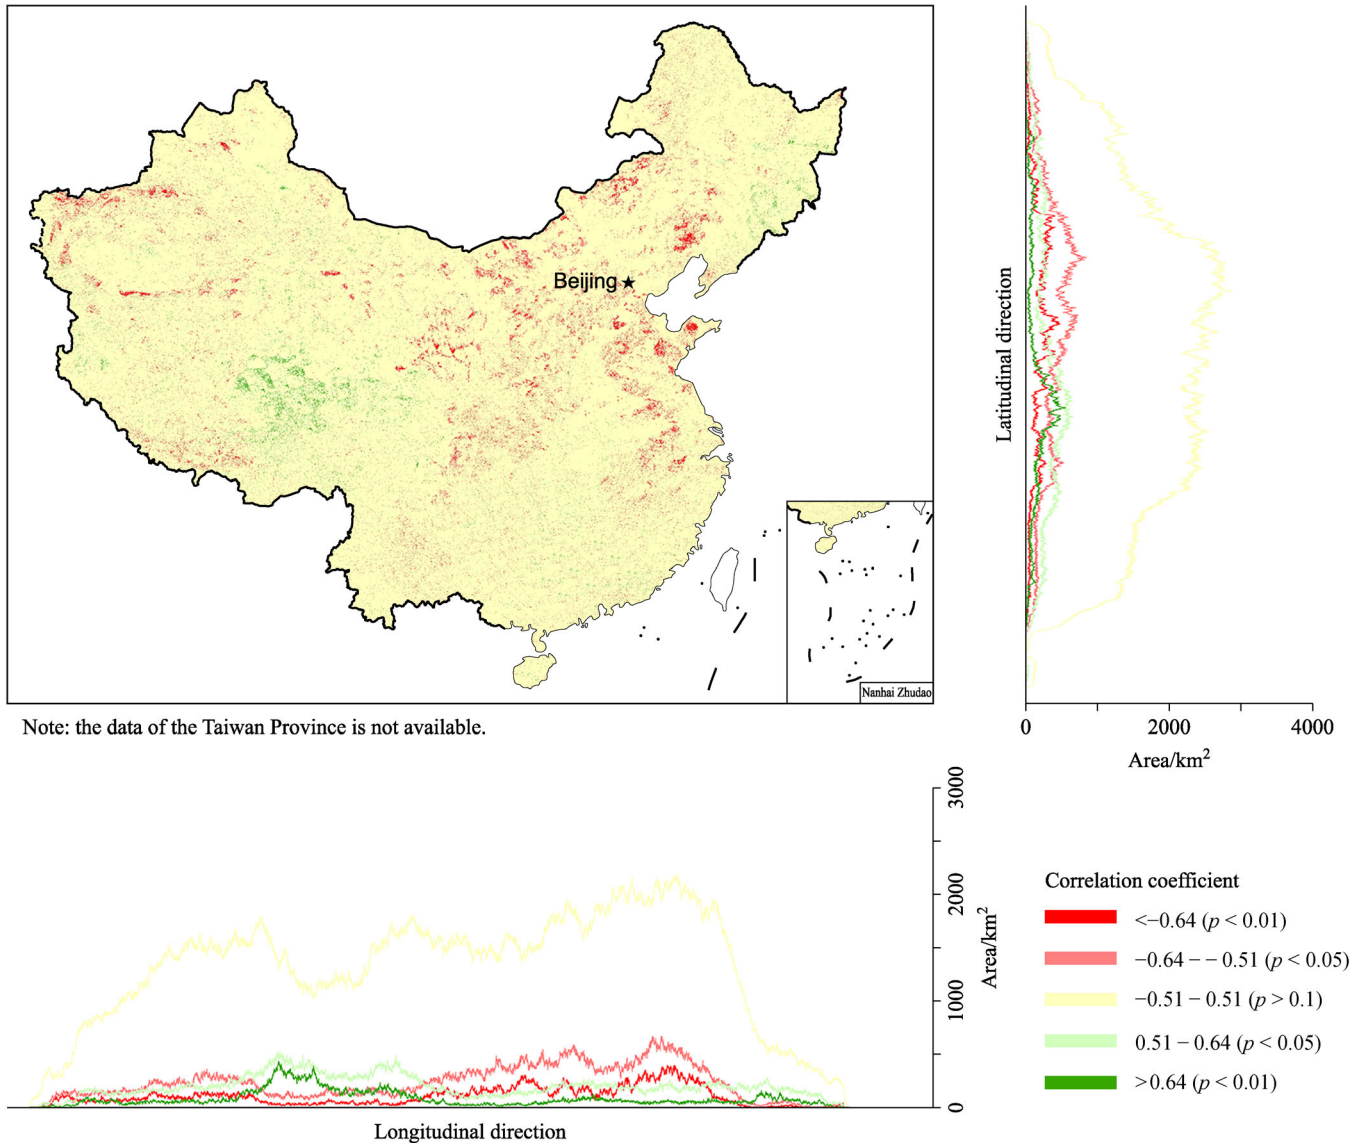 Beijing
Nanhai Zhudao
Note: the data of the Taiwan Province is not available.
Latitudinal direction
0 2000 4000
Area/km²
3000
2000
1000
0
Area/km²
Longitudinal direction
Correlation coefficient
<−0.64 (p < 0.01)
−0.64 − − 0.51 (p < 0.05)
−0.51 − 0.51 (p > 0.1)
0.51 − 0.64 (p < 0.05)
>0.64 (p < 0.01)